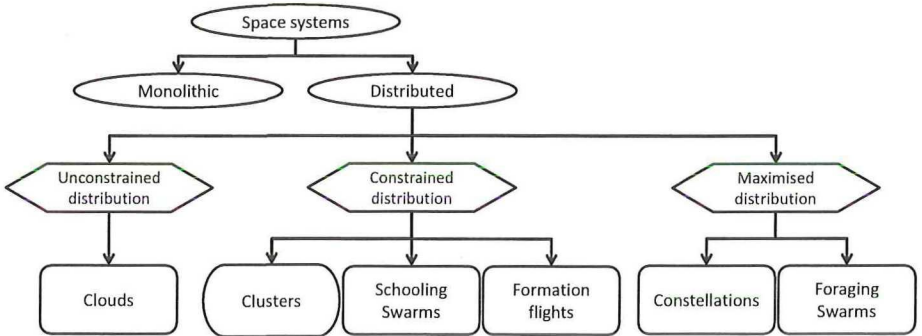 Space systems
Monolithic
Distributed
Unconstrained
distribution
Constrained
distribution
Maximised
distribution
Clouds
Clusters
Schooling
Swarms
Formation
flights
Constellations
Foraging
Swarms